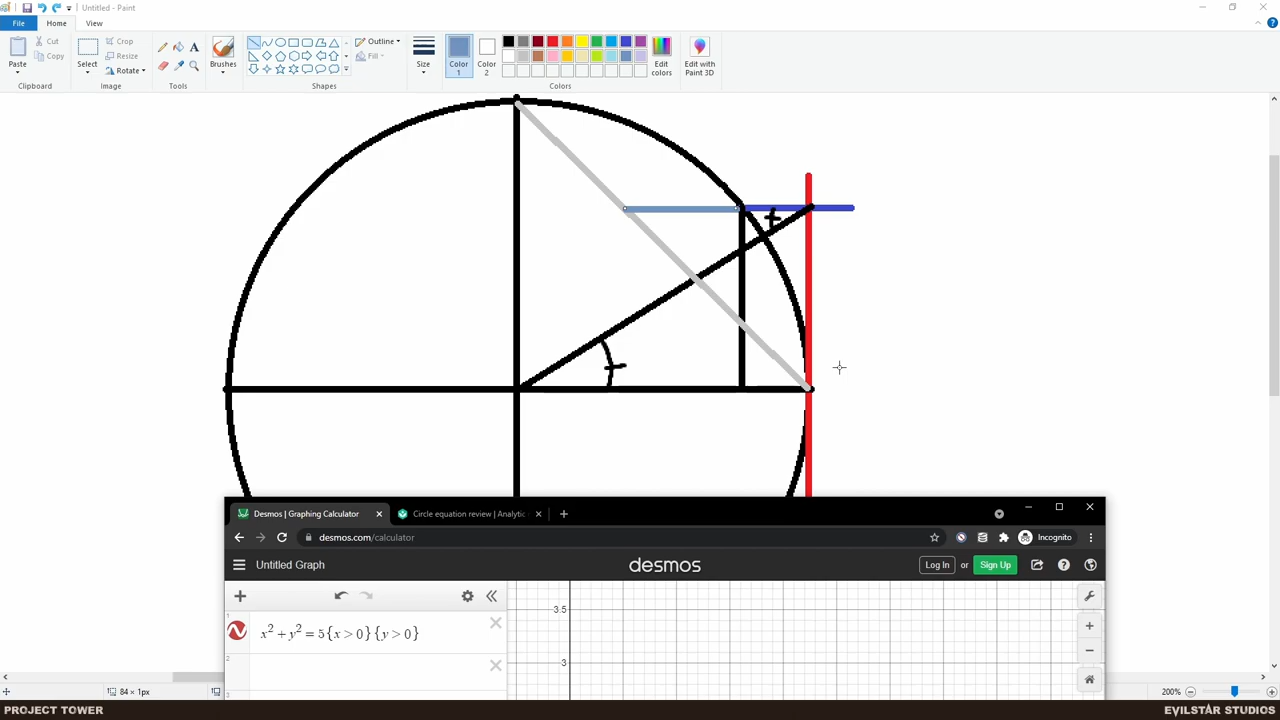 Untitled - Paint
File Home View
Paste Cut Copy Select Crop Resize Rotate Brushes Outline Fill Size Color 1 Color 2 Edit colors Edit with Paint 3D
Clipboard Image Tools Shapes Colors
Desmos | Graphing Calculator Circle equation review | Analytic
desmos.com/calculator Incognito
Untitled Graph desmos Log In or Sign Up
1
x² + y² = 5 {x > 0} {y > 0}
2
3
3.5
3
84 × 1px 200%
PROJECT TOWER EVILSTAR STUDIOS